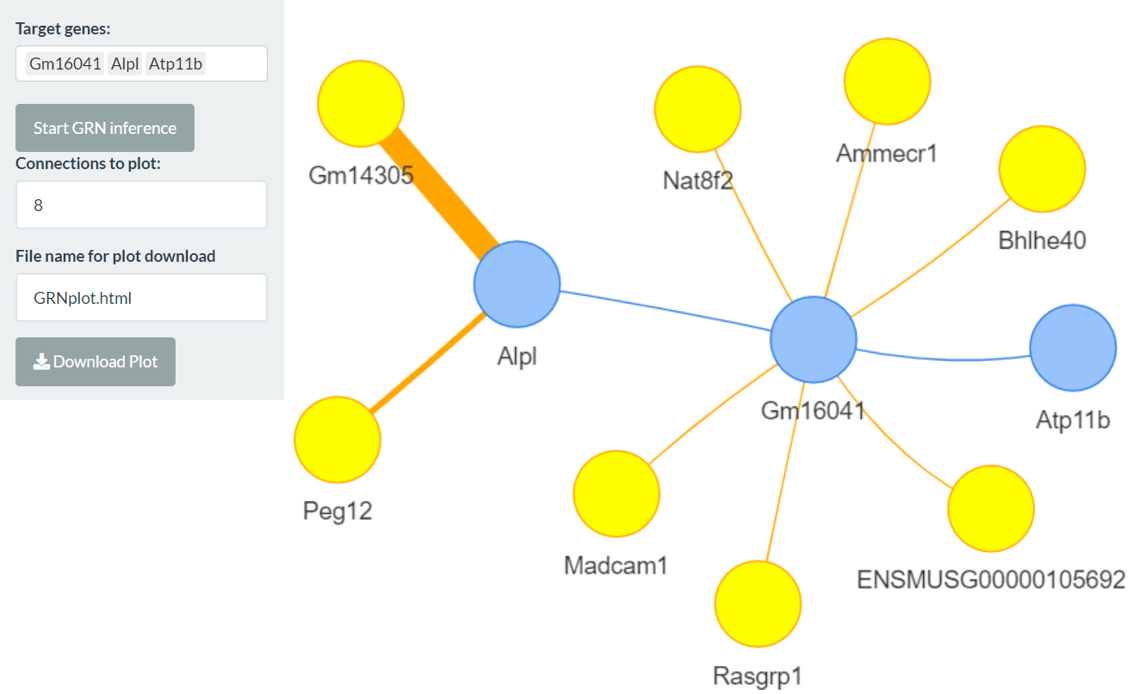 Target genes:
Gm16041 Alpl Atp11b
Start GRN inference
Connections to plot:
8
File name for plot download
GRNplot.html
Download Plot
Gm14305
Nat8f2
Ammecr1
Bhlhe40
Alpl
Gm16041
Atp11b
Peg12
Madcam1
ENSMUSG00000105692
Rasgrp1